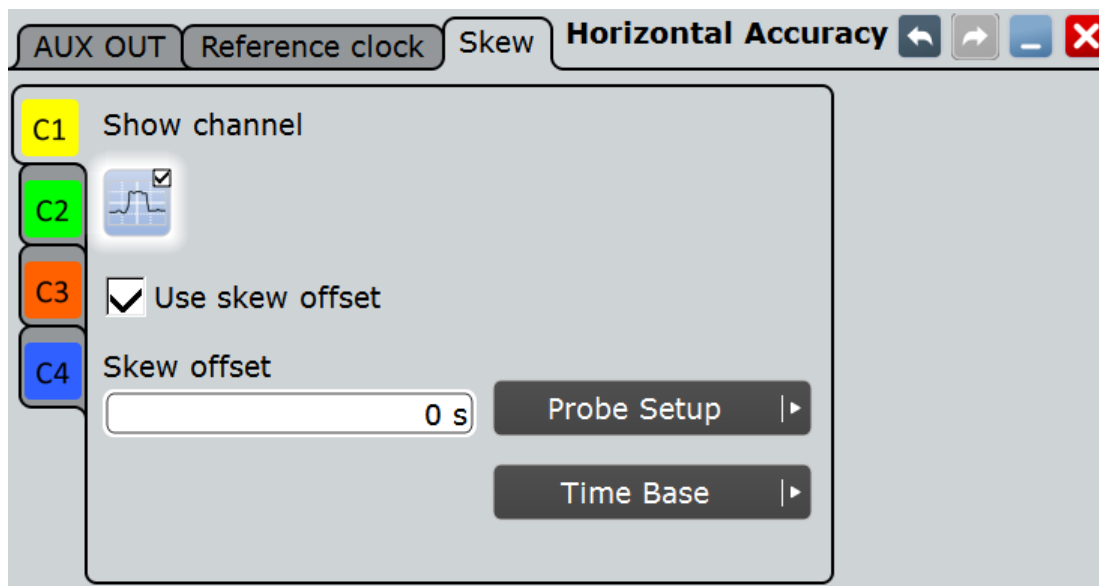 AUX OUT Reference clock Skew Horizontal Accuracy
C1 Show channel
C2
C3 Use skew offset
C4 Skew offset
0 s Probe Setup
Time Base